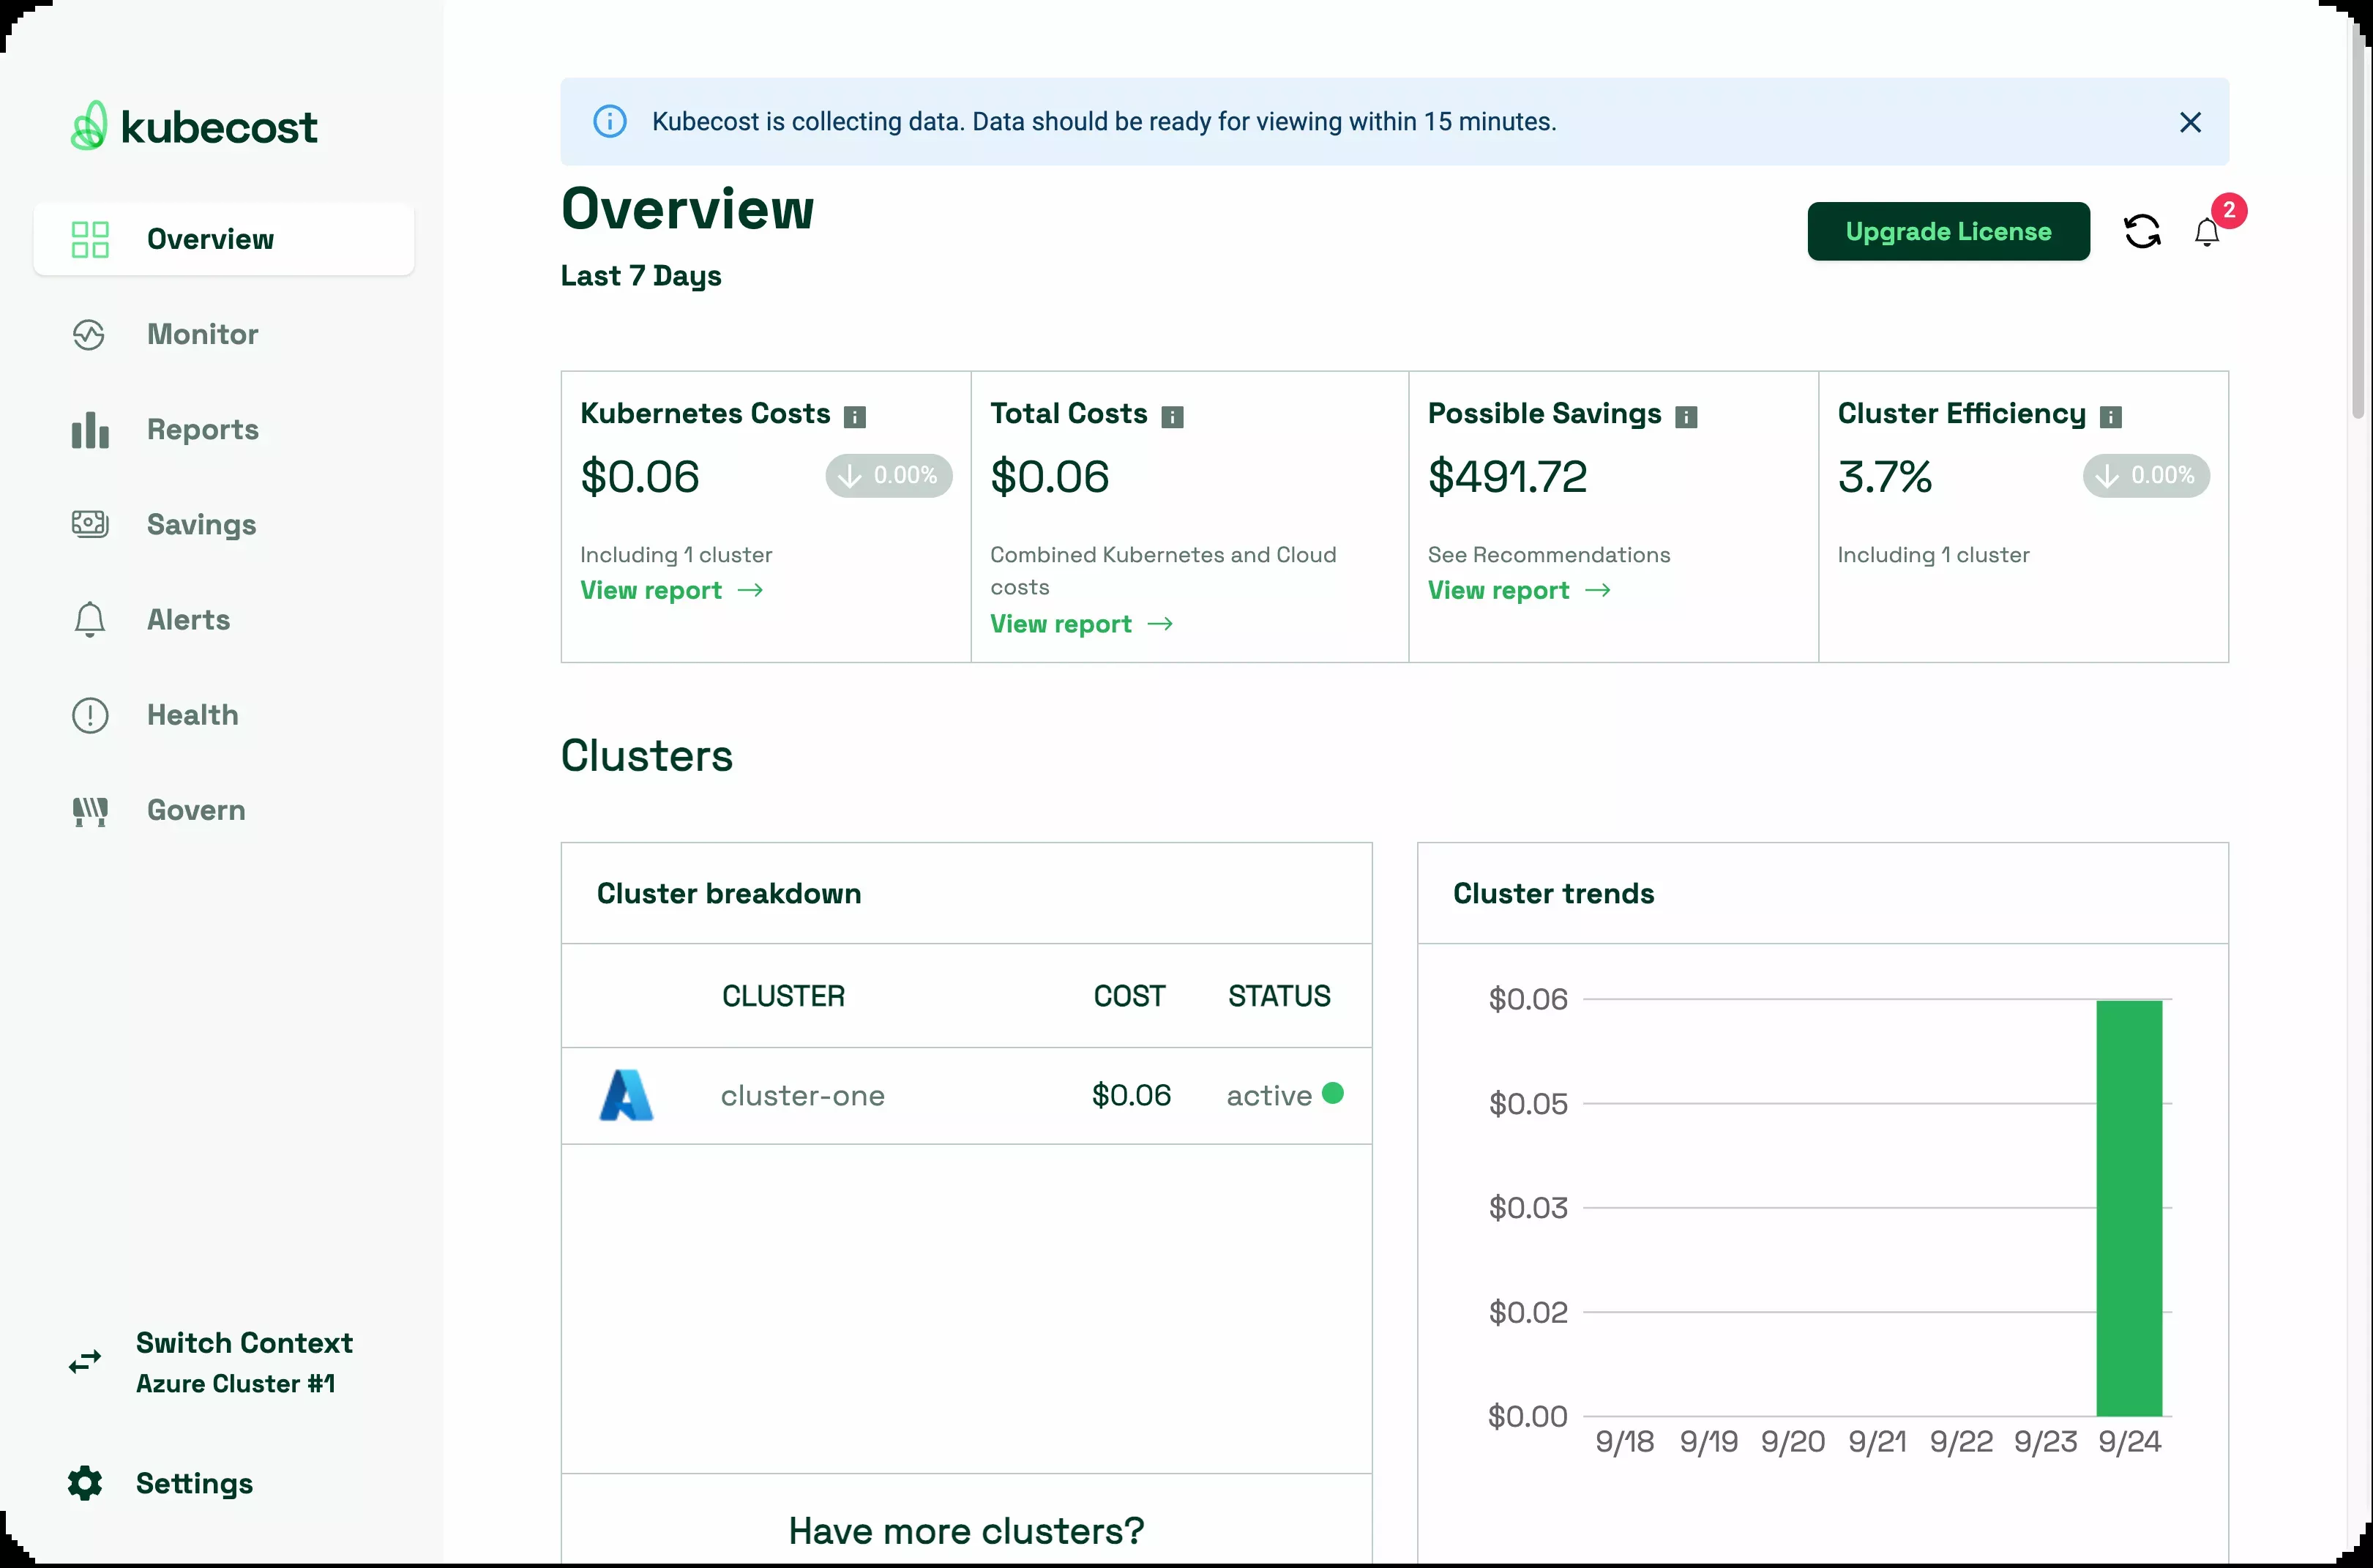 kubecost
Overview
Monitor
Reports
Savings
Alerts
Health
Govern
Switch Context
Azure Cluster #1
Settings
Kubecost is collecting data. Data should be ready for viewing within 15 minutes.
Overview
Last 7 Days
Upgrade License
2
Kubernetes Costs
$0.06
0.00%
Including 1 cluster
View report
Total Costs
$0.06
Combined Kubernetes and Cloud
costs
View report
Possible Savings
$491.72
See Recommendations
View report
Cluster Efficiency
3.7%
0.00%
Including 1 cluster
Clusters
Cluster breakdown
CLUSTER COST STATUS
cluster-one $0.06 active
Have more clusters?
Cluster trends
$0.06
$0.05
$0.03
$0.02
$0.00
9/18 9/19 9/20 9/21 9/22 9/23 9/24